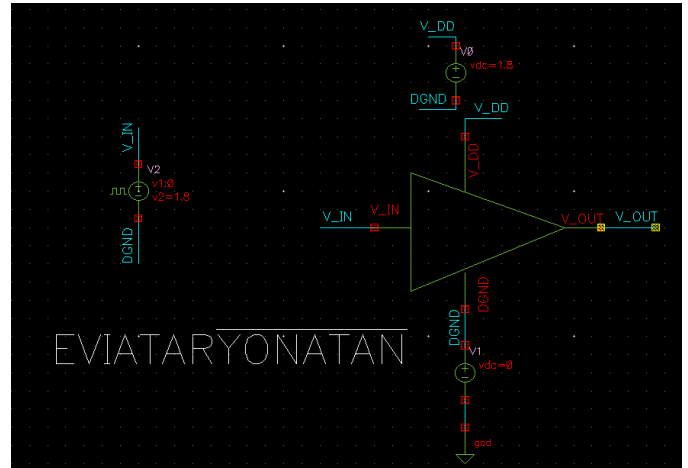 V_DD
V0
vdc=1.8
DGND
V_DD
V_DD
V_IN
V2
v1:0
v2=1.8
DGND
V_IN
V_IN
V_OUT
V_OUT
DGND
DGND
V1
vdc=0
gnd
EVIATARYONATAN